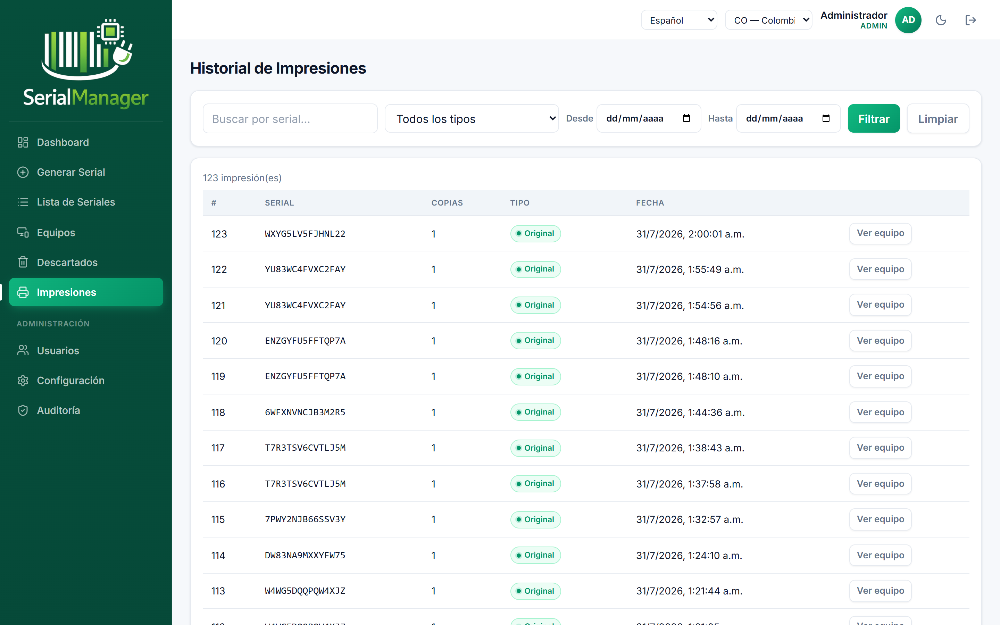 Español
CO — Colombi
Administrador
ADMIN
AD
SerialManager
Dashboard
Generar Serial
Lista de Seriales
Equipos
Descartados
Impresiones
ADMINISTRACIÓN
Usuarios
Configuración
Auditoría
Historial de Impresiones
Buscar por serial...
Todos los tipos
Desde dd/mm/aaaa
Hasta dd/mm/aaaa
Filtrar
Limpiar
123 impresión(es)
# SERIAL COPIAS TIPO FECHA
123 WXYG5LV5FJHNL22 1 Original 31/7/2026, 2:00:01 a.m. Ver equipo
122 YU83WC4FVXC2FAY 1 Original 31/7/2026, 1:55:49 a.m. Ver equipo
121 YU83WC4FVXC2FAY 1 Original 31/7/2026, 1:54:56 a.m. Ver equipo
120 ENZGYFU5FFTQP7A 1 Original 31/7/2026, 1:48:16 a.m. Ver equipo
119 ENZGYFU5FFTQP7A 1 Original 31/7/2026, 1:48:10 a.m. Ver equipo
118 6WFXNVNCJB3M2R5 1 Original 31/7/2026, 1:44:36 a.m. Ver equipo
117 T7R3TSV6CVTLJ5M 1 Original 31/7/2026, 1:38:43 a.m. Ver equipo
116 T7R3TSV6CVTLJ5M 1 Original 31/7/2026, 1:37:58 a.m. Ver equipo
115 7PWY2NJB66SSV3Y 1 Original 31/7/2026, 1:32:57 a.m. Ver equipo
114 DW83NA9MXXYFW75 1 Original 31/7/2026, 1:24:10 a.m. Ver equipo
113 W4WG5DQQPQW4XJZ 1 Original 31/7/2026, 1:21:44 a.m. Ver equipo